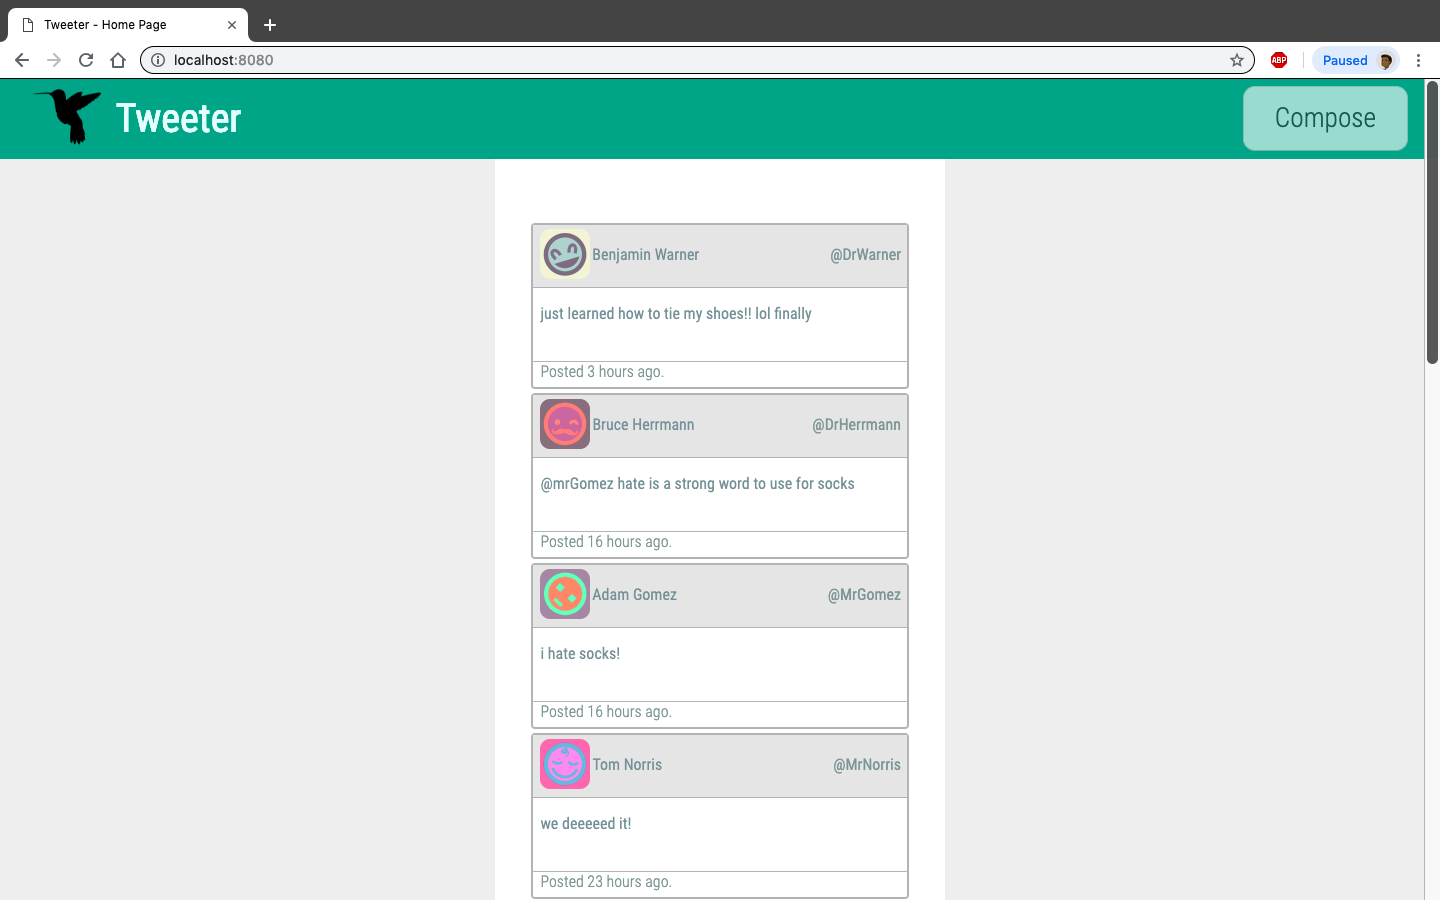 Tweeter - Home Page
localhost:8080
ABP
Paused
Tweeter
Compose
Benjamin Warner @DrWarner
just learned how to tie my shoes!! lol finally
Posted 3 hours ago.
Bruce Herrmann @DrHerrmann
@mrGomez hate is a strong word to use for socks
Posted 16 hours ago.
Adam Gomez @MrGomez
i hate socks!
Posted 16 hours ago.
Tom Norris @MrNorris
we deeeeed it!
Posted 23 hours ago.